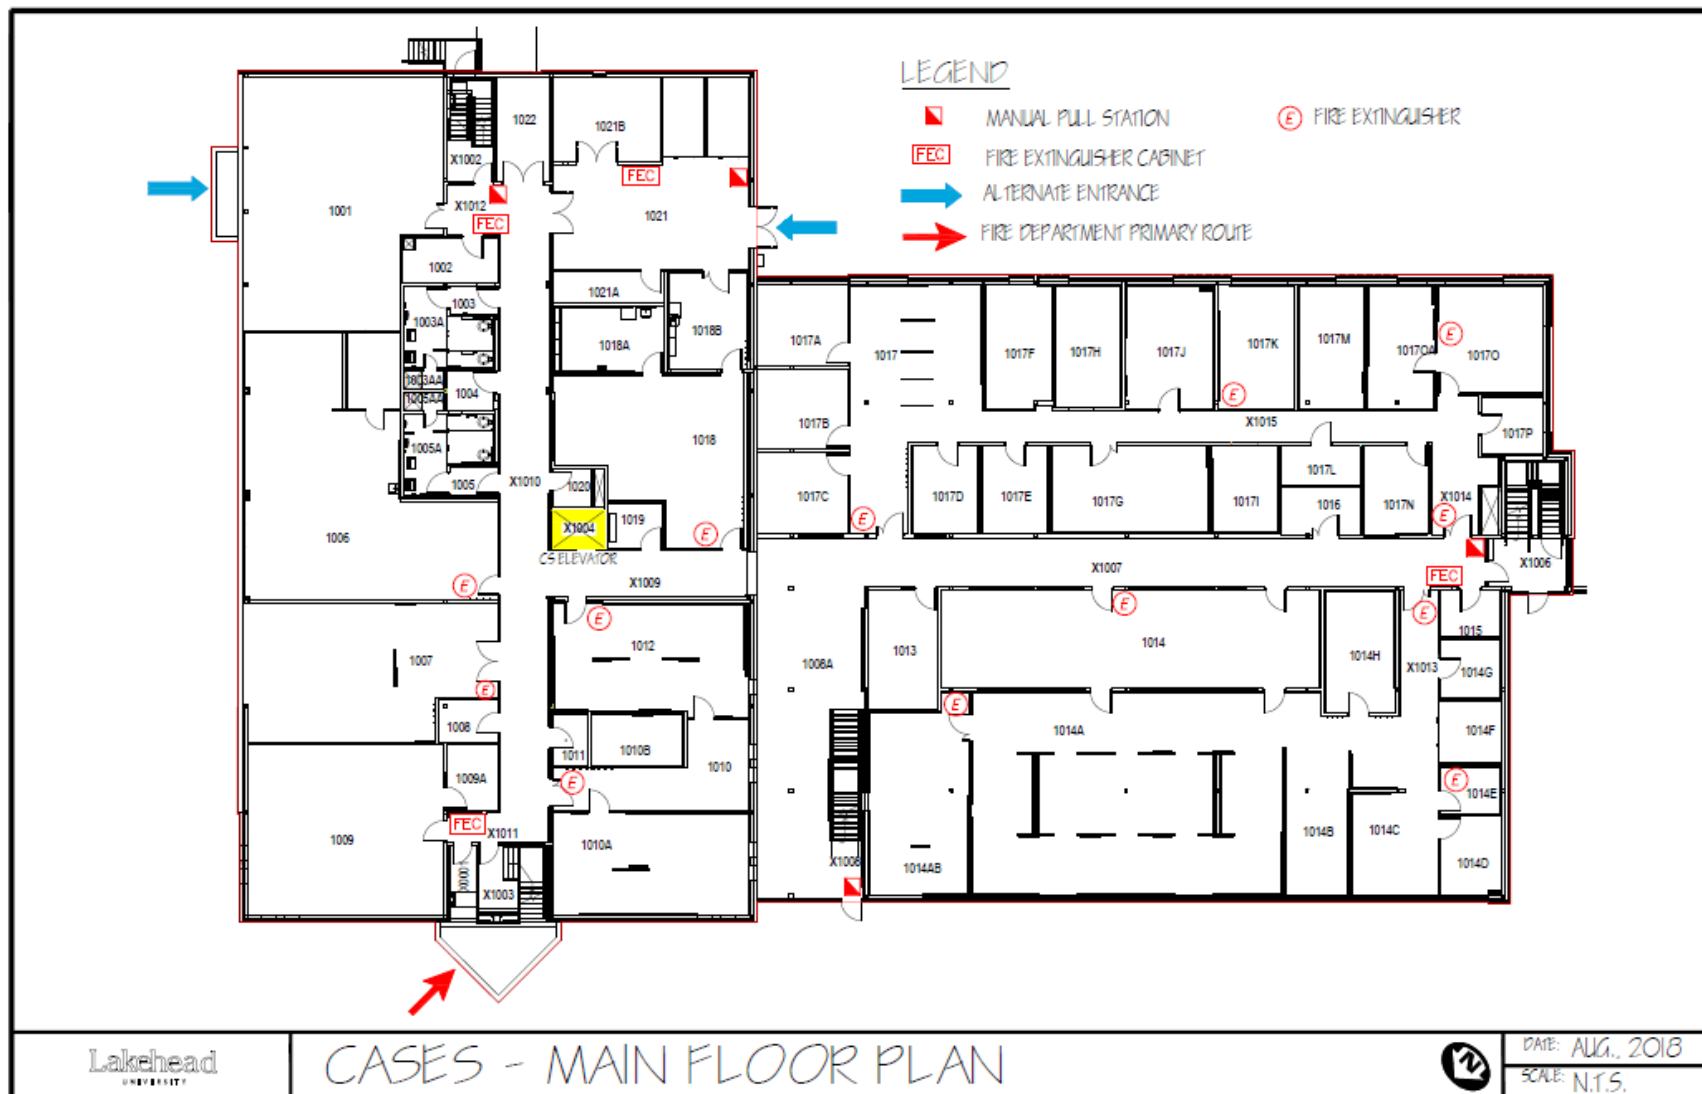 LEGEND
MANUAL PULL STATION
E FIRE EXTINGUISHER
FEC FIRE EXTINGUISHER CABINET
ALTERNATE ENTRANCE
FIRE DEPARTMENT PRIMARY ROUTE
1022
1021B
X1002
FEC
1001
X1012
1021
FEC
1002
1003
1021A
1003A
1018A
1018B
1017A
1017
1017F
1017H
1017J
1017K
1017M
1017OA
E
1017O
1003AA
1004
1005AA
E
1017B
X1015
1017P
1005A
1018
1005
X1010
1020
1017C
1017D
1017E
1017G
1017I
1017L
1017N
X1014
1016
E
E
1006
X1004
1019
E
CS ELEVATOR
X1009
X1007
X1006
FEC
E
E
E
E
1012
1013
1014
1015
1007
1008A
1014H
X1013
1014G
E
E
1008
1011
1010B
1010
1014A
1014F
1009A
E
E
1014E
FEC
X1011
1009
1010A
1014B
1014C
1014D
X1003
X1008
1014AB
Lakehead
UNIVERSITY
CASES - MAIN FLOOR PLAN
N
DATE: AUG., 2018
SCALE: N.T.S.